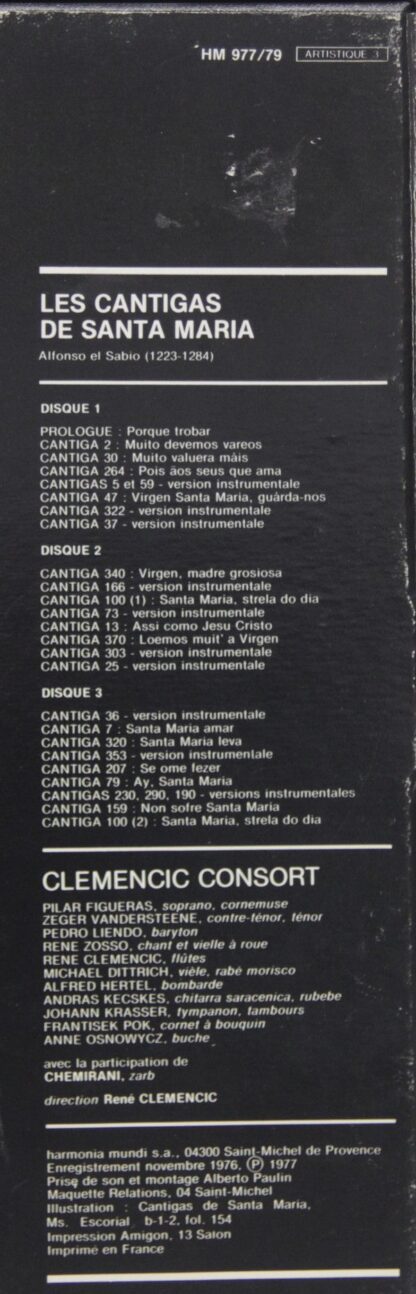 HM 977/79 ARTISTIQUE 3
LES CANTIGAS
DE SANTA MARIA
Alfonso el Sabio (1223-1284)
DISQUE 1
PROLOGUE : Porque trobar
CANTIGA 2 : Muito devemos vareos
CANTIGA 30 : Muito valuera máis
CANTIGA 264 : Pois áos seus que ama
CANTIGAS 5 et 59 - version instrumentale
CANTIGA 47 : Virgen Santa Maria, guárda-nos
CANTIGA 322 - version instrumentale
CANTIGA 37 - version instrumentale
DISQUE 2
CANTIGA 340 : Virgen, madre grosiosa
CANTIGA 166 - version instrumentale
CANTIGA 100 (1) : Santa Maria, strela do dia
CANTIGA 73 - version instrumentale
CANTIGA 13 : Assi como Jesu Cristo
CANTIGA 370 : Loemos muit' a Virgen
CANTIGA 303 - version instrumentale
CANTIGA 25 - version instrumentale
DISQUE 3
CANTIGA 36 - version instrumentale
CANTIGA 7 : Santa Maria amar
CANTIGA 320 : Santa Maria leva
CANTIGA 353 - version instrumentale
CANTIGA 207 : Se ome fezer
CANTIGA 79 : Ay, Santa Maria
CANTIGAS 230, 290, 190 - versions instrumentales
CANTIGA 159 : Non sofre Santa Maria
CANTIGA 100 (2) : Santa Maria, strela do dia
CLEMENCIC CONSORT
PILAR FIGUERAS, soprano, cornemuse
ZEGER VANDERSTEENE, contre-ténor, ténor
PEDRO LIENDO, baryton
RENE ZOSSO, chant et vielle à roue
RENE CLEMENCIC, flûtes
MICHAEL DITTRICH, vièle, rabé morisco
ALFRED HERTEL, bombarde
ANDRAS KECSKES, chitarra saracenica, rubebe
JOHANN KRASSER, tympanon, tambours
FRANTISEK POK, cornet à bouquin
ANNE OSNOWYCZ, buche
avec la participation de
CHEMIRANI, zarb
direction René CLEMENCIC
harmonia mundi s.a., 04300 Saint-Michel de Provence
Enregistrement novembre 1976, Ⓟ 1977
Prise de son et montage Alberto Paulin
Maquette Relations, 04 Saint-Michel
Illustration : Cantigas de Santa Maria,
Ms. Escorial b-1-2, fol. 154
Impression Amigon, 13 Salon
Imprimé en France